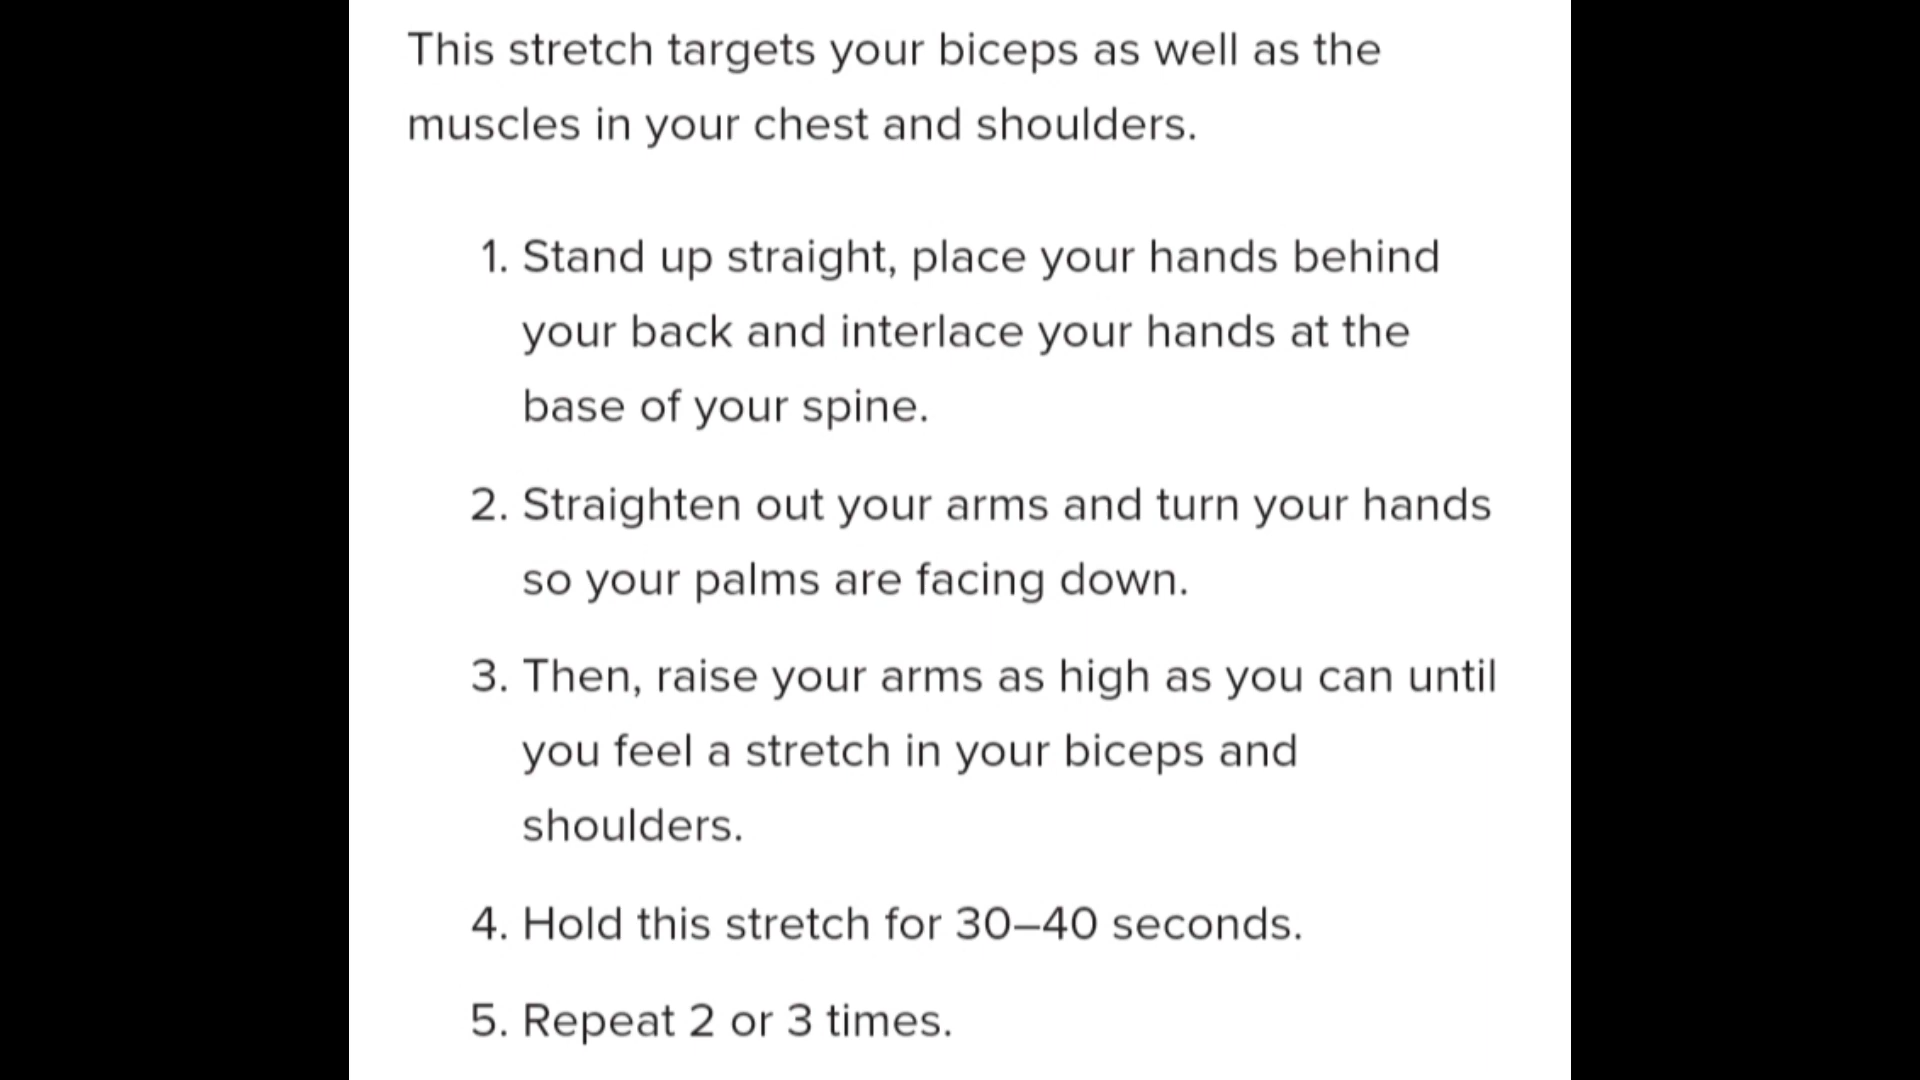 This stretch targets your biceps as well as the
muscles in your chest and shoulders.
1. Stand up straight, place your hands behind
your back and interlace your hands at the
base of your spine.
2. Straighten out your arms and turn your hands
so your palms are facing down.
3. Then, raise your arms as high as you can until
you feel a stretch in your biceps and
shoulders.
4. Hold this stretch for 30–40 seconds.
5. Repeat 2 or 3 times.